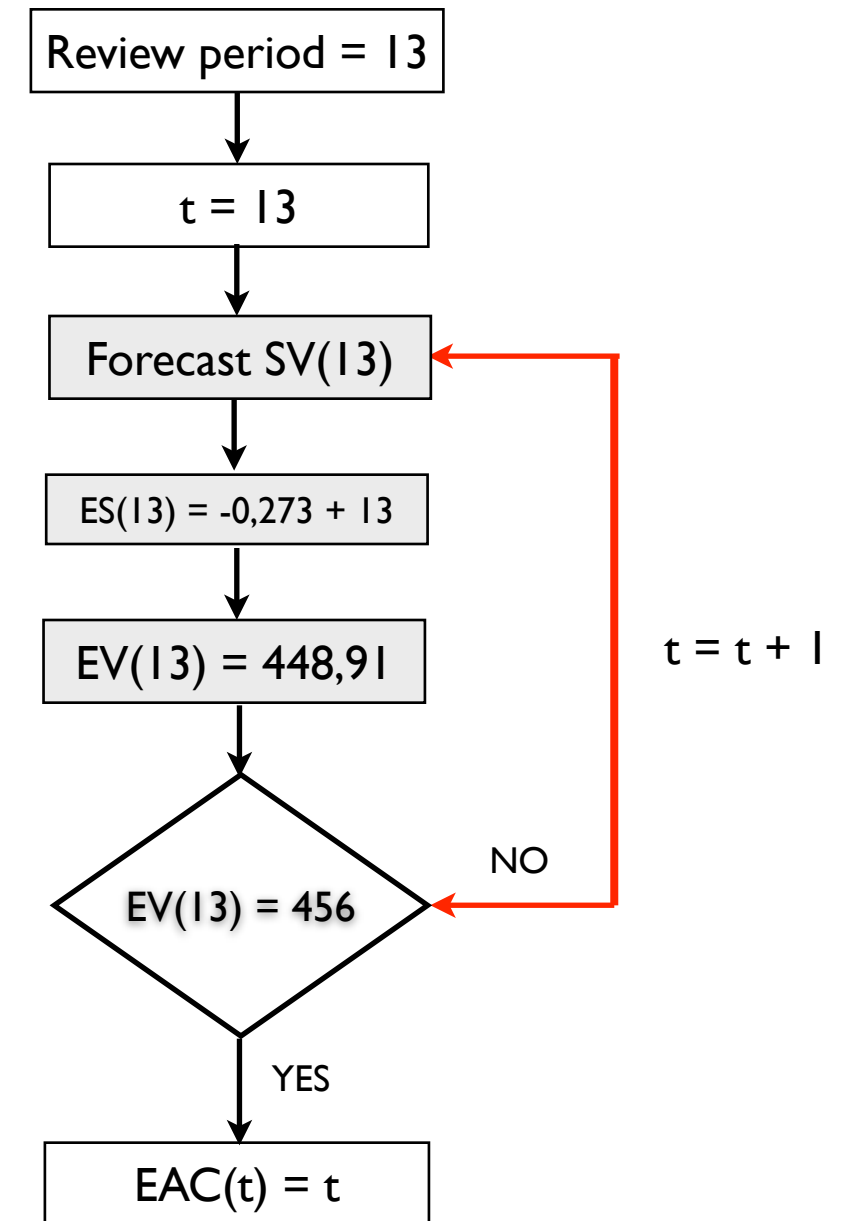 Review period = 13
t = 13
Forecast SV(13)
ES(13) = -0,273 + 13
EV(13) = 448,91
t = t + 1
NO
EV(13) = 456
YES
EAC(t) = t